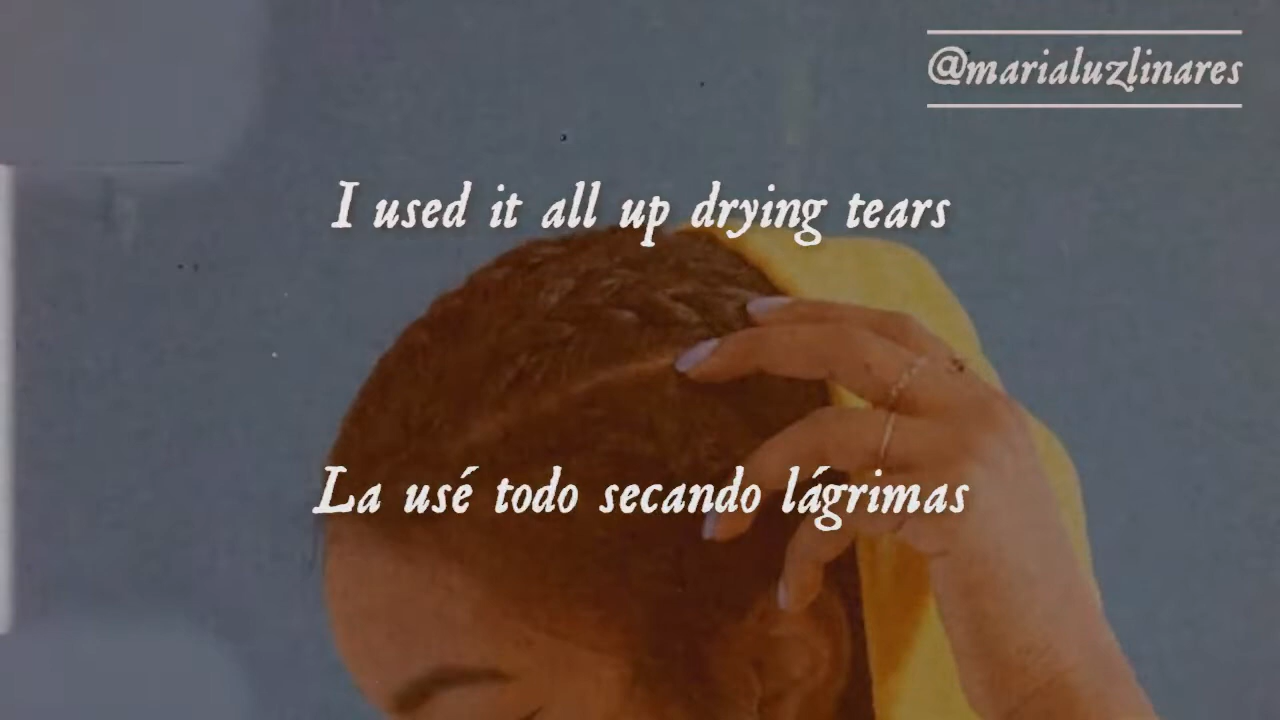 @marialuzlinares
I used it all up drying tears
La usé todo secando lágrimas